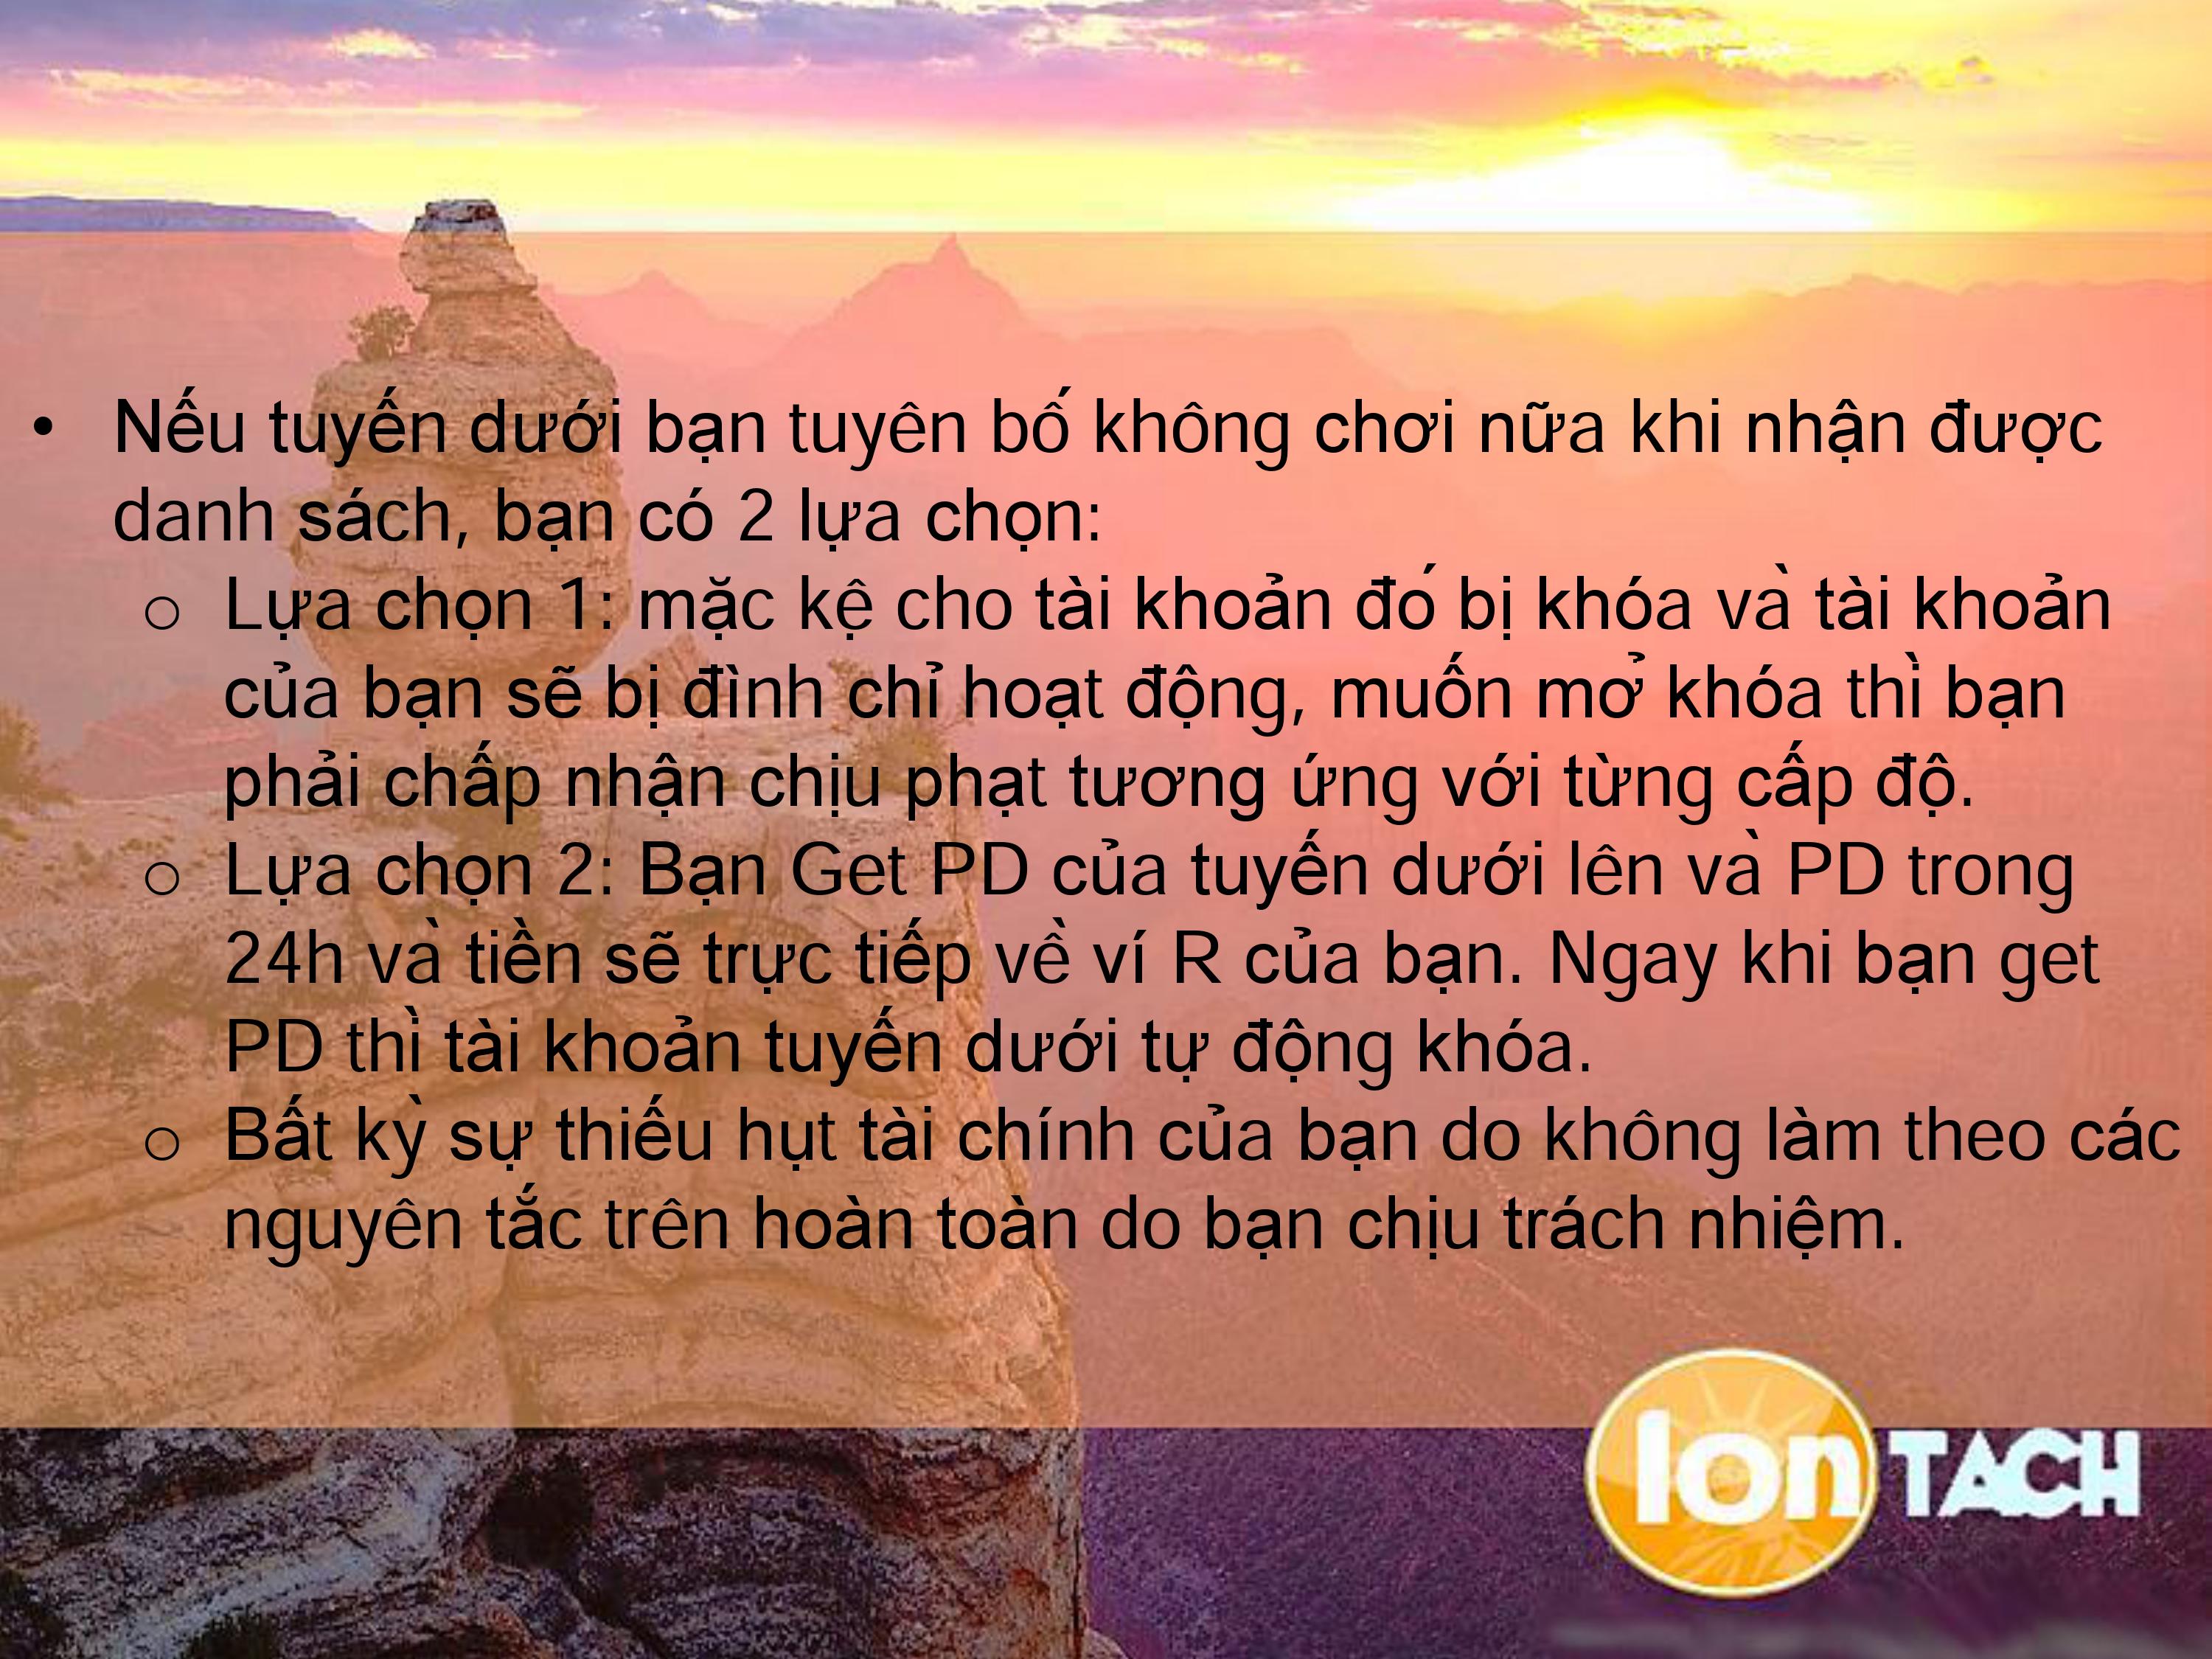 • Nếu tuyến dưới bạn tuyên bố không chơi nữa khi nhận được
danh sách, bạn có 2 lựa chọn:
o Lựa chọn 1: mặc kệ cho tài khoản đó bị khóa và tài khoản
của bạn sẽ bị đình chỉ hoạt động, muốn mở khóa thì bạn
phải chấp nhận chịu phạt tương ứng với từng cấp độ.
o Lựa chọn 2: Bạn Get PD của tuyến dưới lên và PD trong
24h và tiền sẽ trực tiếp về ví R của bạn. Ngay khi bạn get
PD thì tài khoản tuyến dưới tự động khóa.
o Bất kỳ sự thiếu hụt tài chính của bạn do không làm theo các
nguyên tắc trên hoàn toàn do bạn chịu trách nhiệm.
Ion TACH